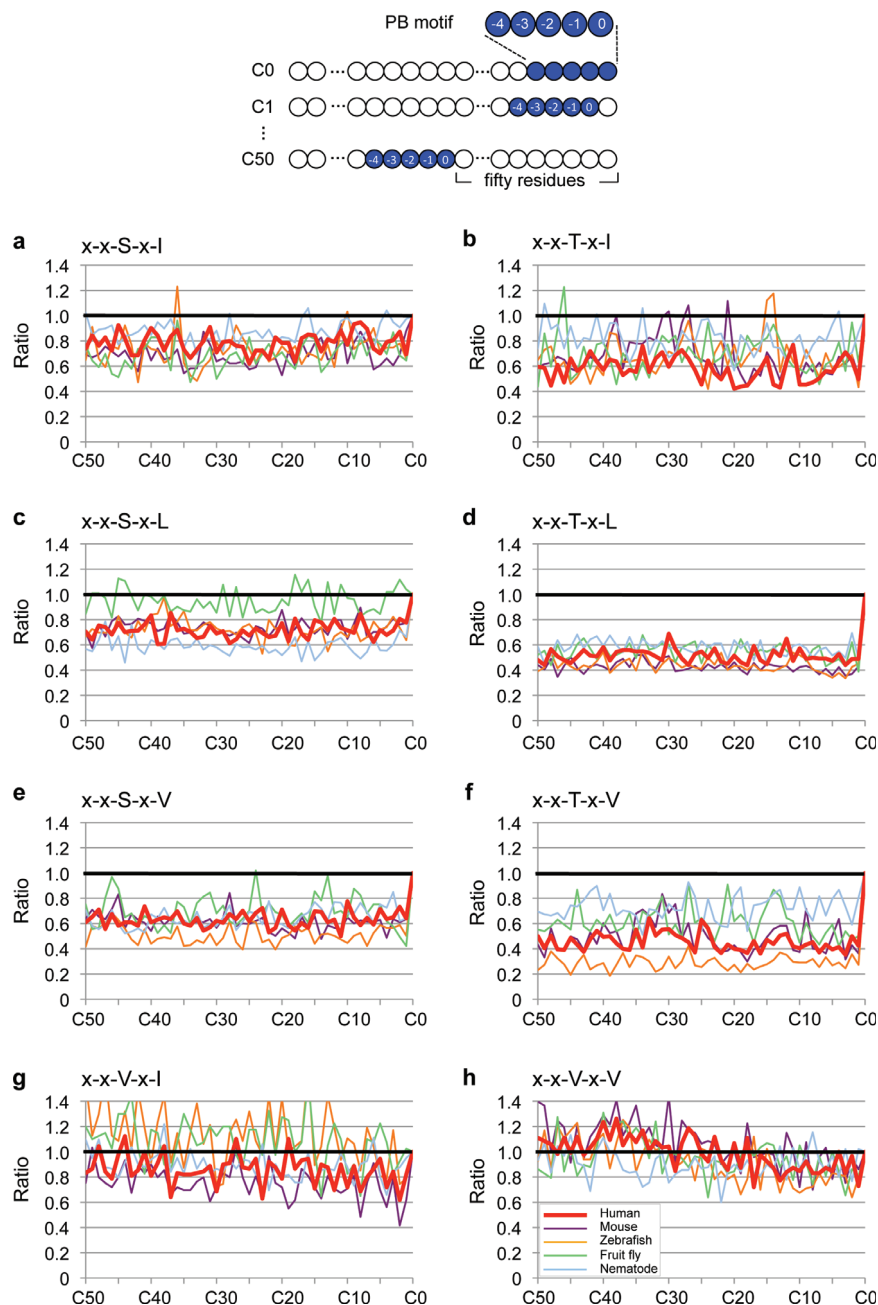 PB motif
-4 -3 -2 -1 0
C0 ... ...
C1 ... -4 -3 -2 -1 0
⋮
C50 ... -4 -3 -2 -1 0 ...
fifty residues
a x-x-S-x-I
Ratio
1.4
1.2
1.0
0.8
0.6
0.4
0.2
0
C50 C40 C30 C20 C10 C0
b x-x-T-x-I
Ratio
1.4
1.2
1.0
0.8
0.6
0.4
0.2
0
C50 C40 C30 C20 C10 C0
c x-x-S-x-L
Ratio
1.4
1.2
1.0
0.8
0.6
0.4
0.2
0
C50 C40 C30 C20 C10 C0
d x-x-T-x-L
Ratio
1.4
1.2
1.0
0.8
0.6
0.4
0.2
0
C50 C40 C30 C20 C10 C0
e x-x-S-x-V
Ratio
1.4
1.2
1.0
0.8
0.6
0.4
0.2
0
C50 C40 C30 C20 C10 C0
f x-x-T-x-V
Ratio
1.4
1.2
1.0
0.8
0.6
0.4
0.2
0
C50 C40 C30 C20 C10 C0
g x-x-V-x-I
Ratio
1.4
1.2
1.0
0.8
0.6
0.4
0.2
0
C50 C40 C30 C20 C10 C0
h x-x-V-x-V
Ratio
1.4
1.2
1.0
0.8
0.6
0.4
0.2
0
Human
Mouse
Zebrafish
Fruit fly
Nematode
C50 C40 C30 C20 C10 C0